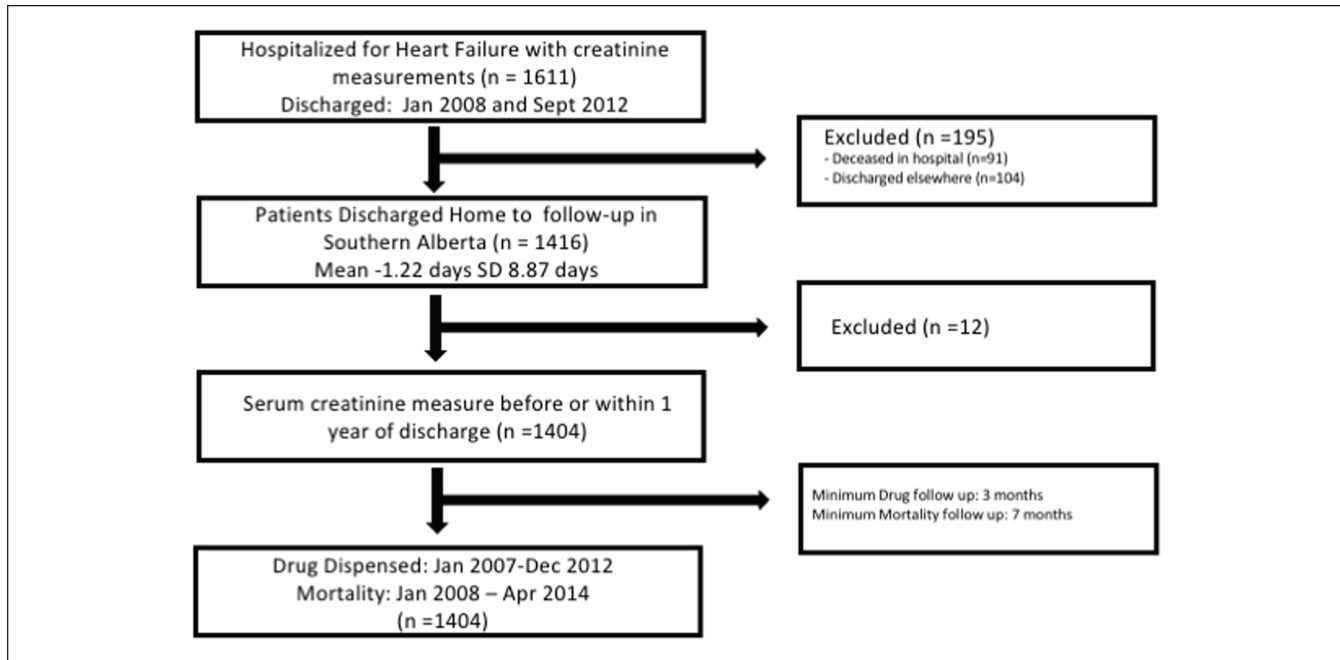 Hospitalized for Heart Failure with creatinine
measurements (n = 1611)
Discharged: Jan 2008 and Sept 2012
Excluded (n =195)
- Deceased in hospital (n=91)
- Discharged elsewhere (n=104)
Patients Discharged Home to follow-up in
Southern Alberta (n = 1416)
Mean -1.22 days SD 8.87 days
Excluded (n =12)
Serum creatinine measure before or within 1
year of discharge (n =1404)
Minimum Drug follow up: 3 months
Minimum Mortality follow up: 7 months
Drug Dispensed: Jan 2007-Dec 2012
Mortality: Jan 2008 – Apr 2014
(n =1404)